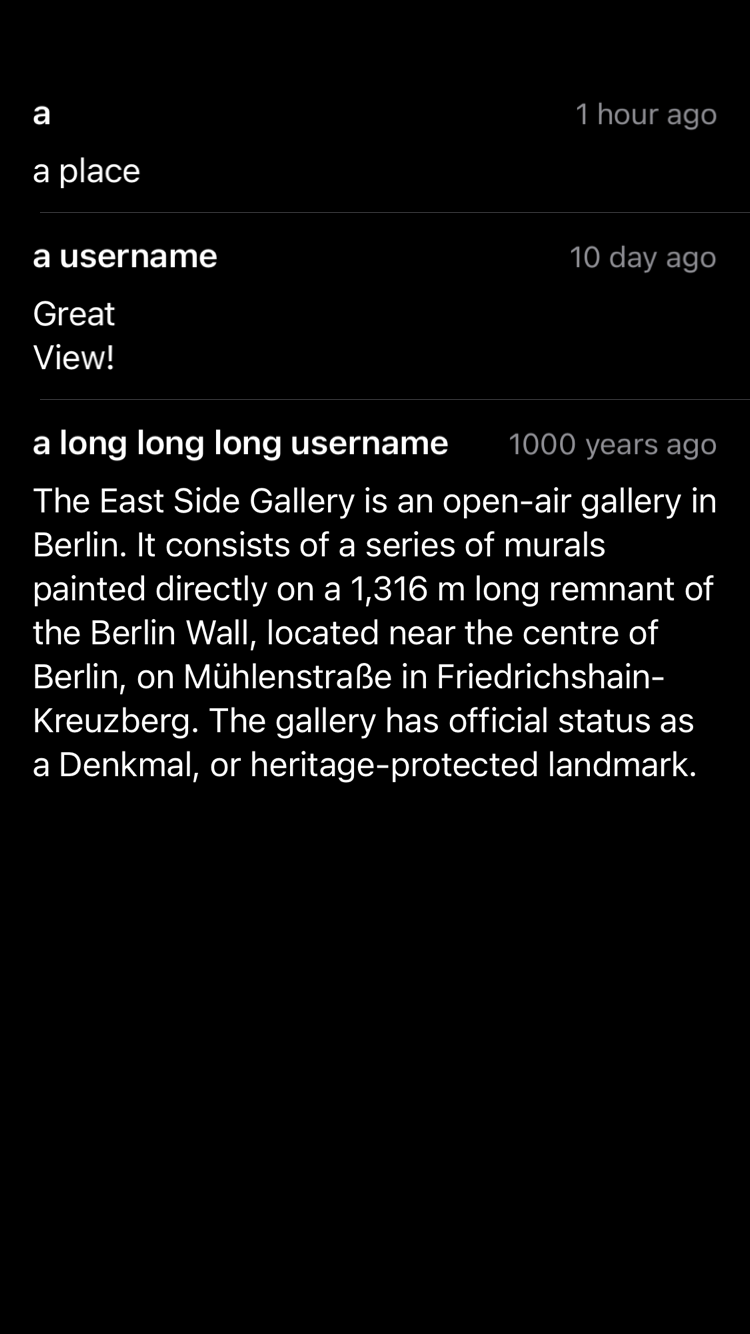 a 1 hour ago
a place
a username 10 day ago
Great
View!
a long long long username 1000 years ago
The East Side Gallery is an open-air gallery in
Berlin. It consists of a series of murals
painted directly on a 1,316 m long remnant of
the Berlin Wall, located near the centre of
Berlin, on Mühlenstraße in Friedrichshain-
Kreuzberg. The gallery has official status as
a Denkmal, or heritage-protected landmark.